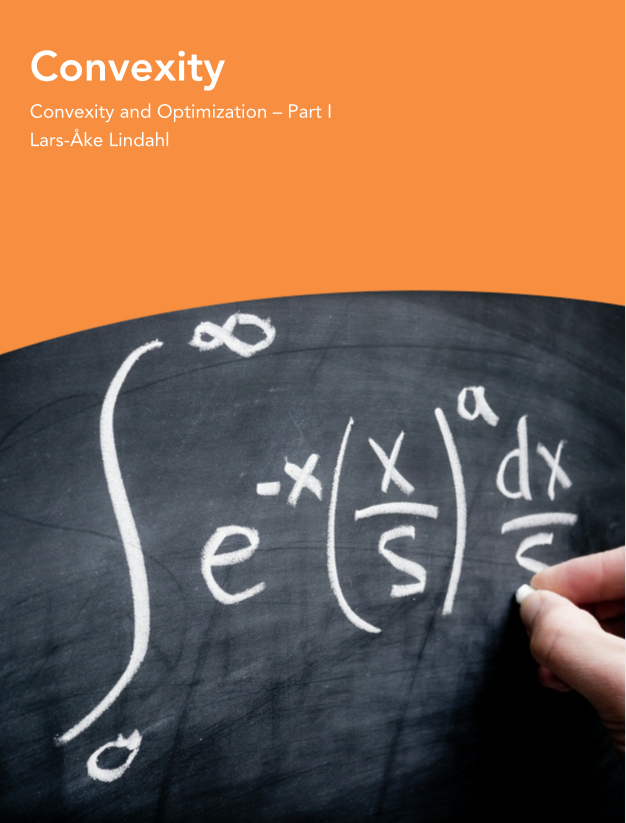 Convexity
Convexity and Optimization – Part I
Lars-Åke Lindahl
∫₀^∞ e^-x (x/s)^a dx/s